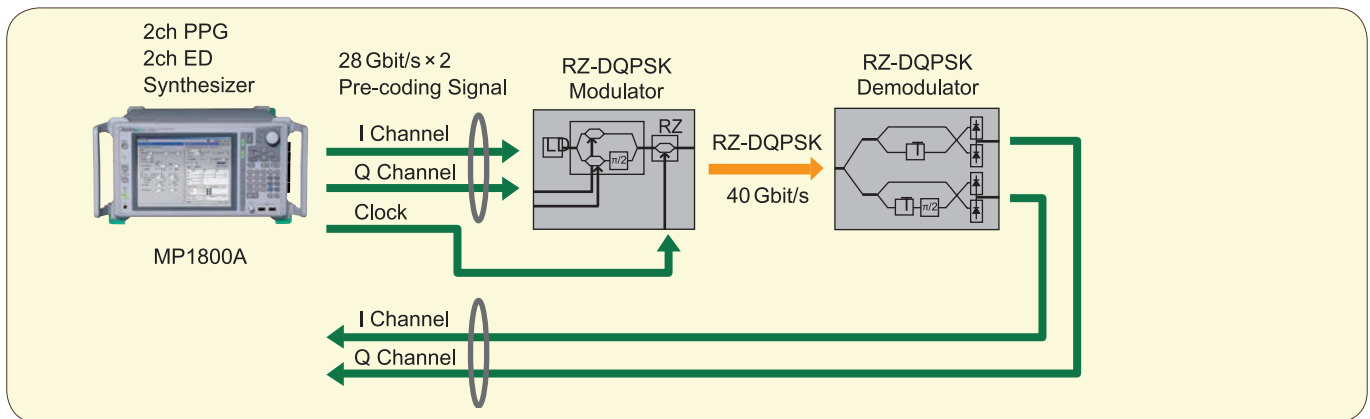 2ch PPG
2ch ED
Synthesizer
MP1800A
28 Gbit/s × 2
Pre-coding Signal
I Channel
Q Channel
Clock
RZ-DQPSK
Modulator
LD
π/2
RZ
RZ-DQPSK
40 Gbit/s
RZ-DQPSK
Demodulator
T
T
π/2
I Channel
Q Channel